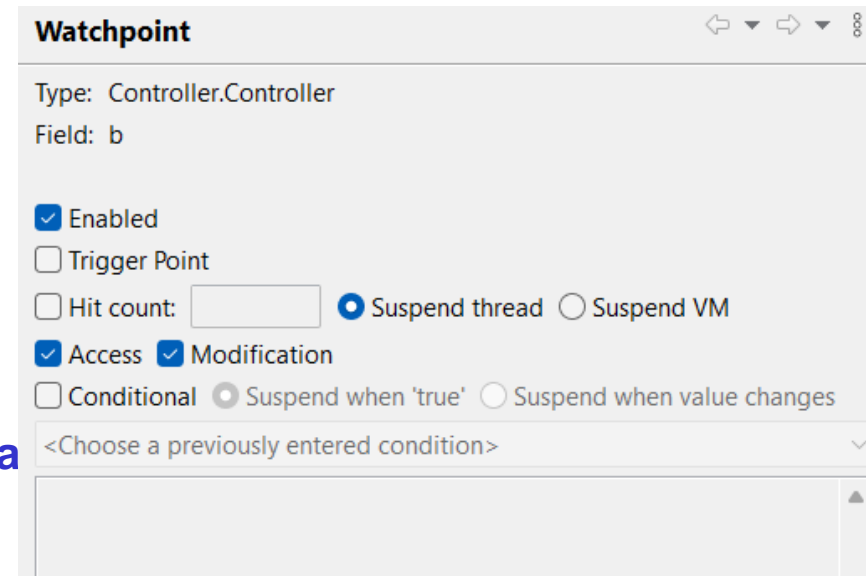 Watchpoint
Type: Controller.Controller
Field: b
Enabled
Trigger Point
Hit count: Suspend thread Suspend VM
Access Modification
Conditional Suspend when 'true' Suspend when value changes
a <Choose a previously entered condition>